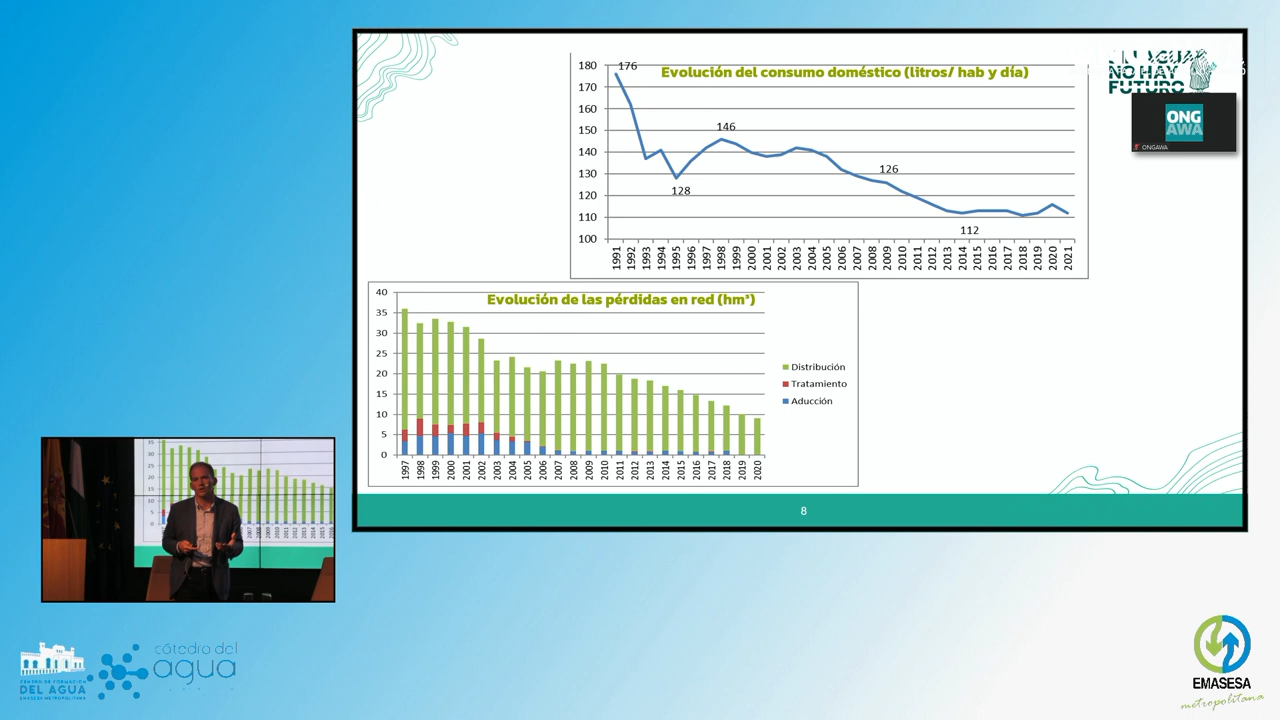 Evolución del consumo doméstico (litros/ hab y día)
180
170
160
150
140
130
120
110
100
176
146
128
126
112
1991 1992 1993 1994 1995 1996 1997 1998 1999 2000 2001 2002 2003 2004 2005 2006 2007 2008 2009 2010 2011 2012 2013 2014 2015 2016 2017 2018 2019 2020 2021
NO HAY
FUTURO
ONG
AWA
ONGAWA
Evolución de las pérdidas en red (hm³)
40
35
30
25
20
15
10
5
0
1997 1998 1999 2000 2001 2002 2003 2004 2005 2006 2007 2008 2009 2010 2011 2012 2013 2014 2015 2016 2017 2018 2019 2020
Distribución
Tratamiento
Aducción
8
CENTRO DE FORMACIÓN
DEL AGUA
EMASESA METROPOLITANA
cátedra del
agua
EMASESA
metropolitana